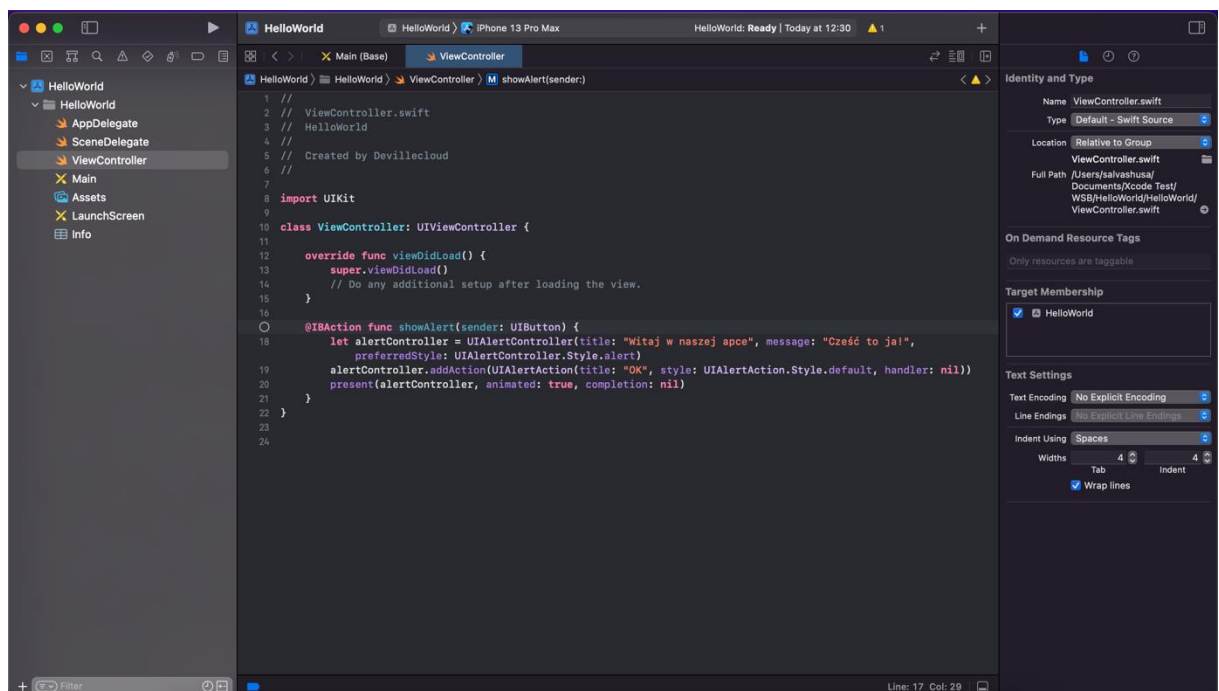 HelloWorld
HelloWorld
iPhone 13 Pro Max
HelloWorld: Ready | Today at 12:30
1
Main (Base)
ViewController
HelloWorld
HelloWorld
ViewController
M showAlert(sender:)
HelloWorld
HelloWorld
AppDelegate
SceneDelegate
ViewController
Main
Assets
LaunchScreen
Info
Filter
1 //
2 //  ViewController.swift
3 //  HelloWorld
4 //
5 //  Created by Devillecloud
6 //
7
8 import UIKit
9
10 class ViewController: UIViewController {
11
12     override func viewDidLoad() {
13         super.viewDidLoad()
14         // Do any additional setup after loading the view.
15     }
16
@IBAction func showAlert(sender: UIButton) {
18         let alertController = UIAlertController(title: "Witaj w naszej apce", message: "Cześć to ja!",
preferredStyle: UIAlertController.Style.alert)
19         alertController.addAction(UIAlertAction(title: "OK", style: UIAlertAction.Style.default, handler: nil))
20         present(alertController, animated: true, completion: nil)
21     }
22 }
23
24
Line: 17 Col: 29
Identity and Type
Name ViewController.swift
Type Default - Swift Source
Location Relative to Group
ViewController.swift
Full Path /Users/salvashusa/
Documents/Xcode Test/
WSB/HelloWorld/HelloWorld/
ViewController.swift
On Demand Resource Tags
Only resources are taggable
Target Membership
HelloWorld
Text Settings
Text Encoding No Explicit Encoding
Line Endings No Explicit Line Endings
Indent Using Spaces
Widths 4 4
Tab Indent
Wrap lines